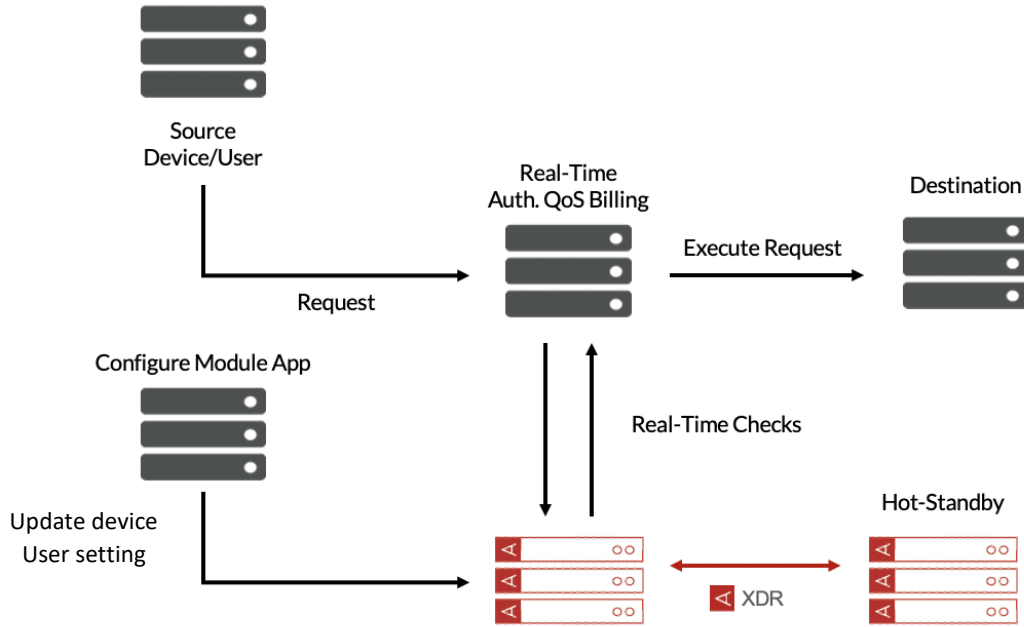 Source
Device/User
Real-Time
Auth. QoS Billing
Destination
Execute Request
Request
Configure Module App
Real-Time Checks
Update device
User setting
Hot-Standby
XDR